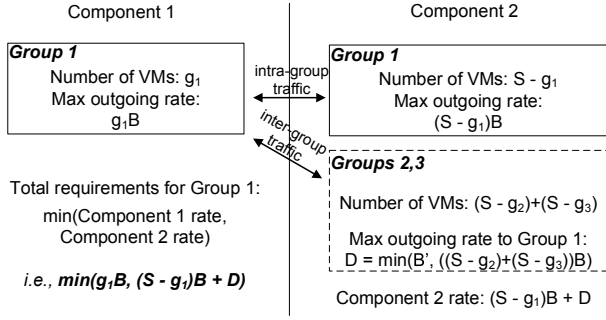 Component 1
Group 1
Number of VMs: g1
Max outgoing rate:
g1B
Total requirements for Group 1:
min(Component 1 rate,
Component 2 rate)
i.e., min(g1B, (S - g1)B + D)
intra-group
traffic
inter-group
traffic
Component 2
Group 1
Number of VMs: S - g1
Max outgoing rate:
(S - g1)B
Groups 2,3
Number of VMs: (S - g2)+(S - g3)
Max outgoing rate to Group 1:
D = min(B', ((S - g2)+(S - g3))B)
Component 2 rate: (S - g1)B + D